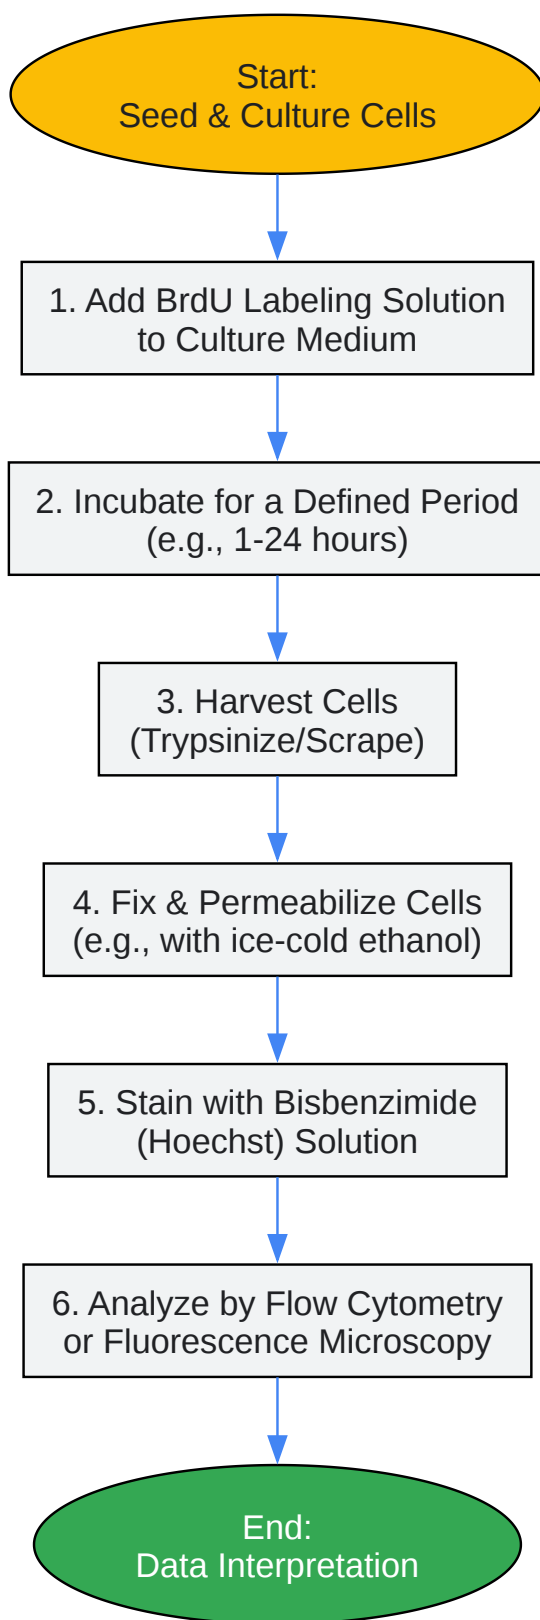 Start:
Seed & Culture Cells
1. Add BrdU Labeling Solution
to Culture Medium
2. Incubate for a Defined Period
(e.g., 1-24 hours)
3. Harvest Cells
(Trypsinize/Scrape)
4. Fix & Permeabilize Cells
(e.g., with ice-cold ethanol)
5. Stain with Bisbenzimide
(Hoechst) Solution
6. Analyze by Flow Cytometry
or Fluorescence Microscopy
End:
Data Interpretation